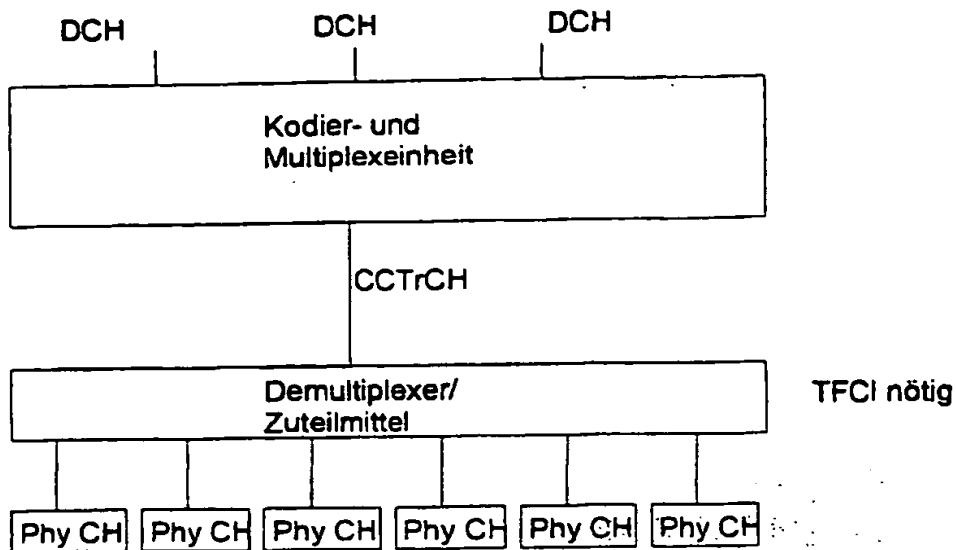 DCH DCH DCH
Kodier- und
Multiplexeinheit
CCTrCH
Demultiplexer/
Zuteilmittel
TFCI nötig
Phy CH Phy CH Phy CH Phy CH Phy CH Phy CH